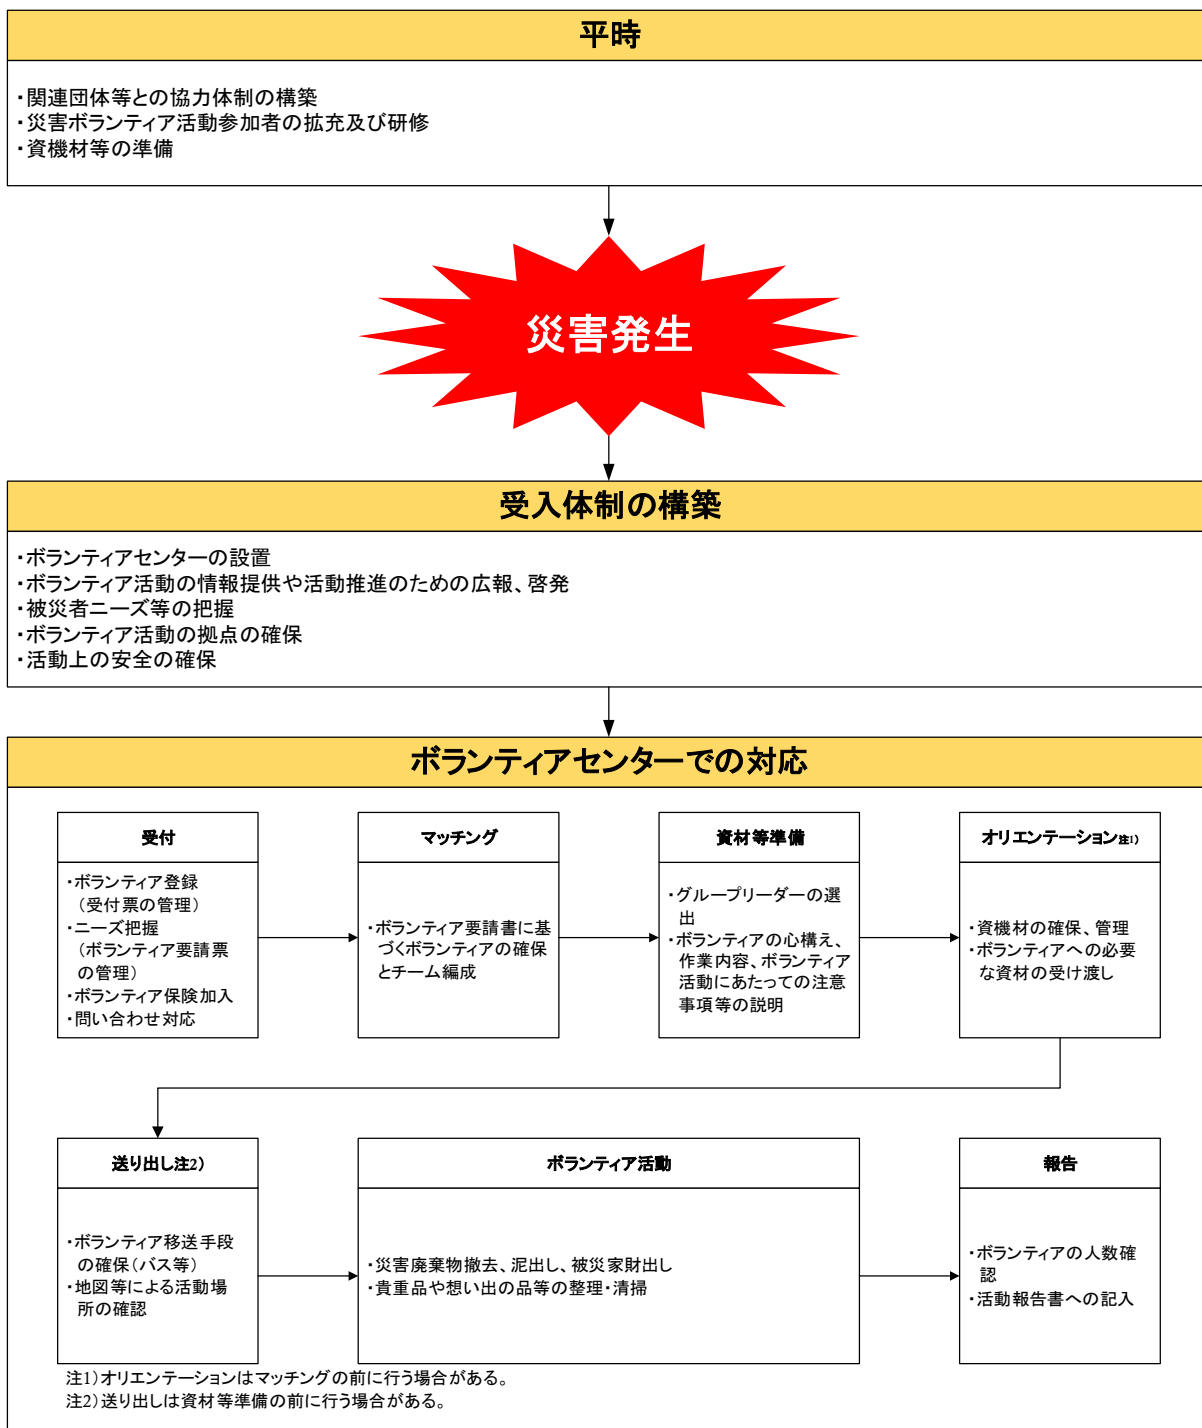 平時
・関連団体等との協力体制の構築
・災害ボランティア活動参加者の拡充及び研修
・資機材等の準備
災害発生
受入体制の構築
・ボランティアセンターの設置
・ボランティア活動の情報提供や活動推進のための広報、啓発
・被災者ニーズ等の把握
・ボランティア活動の拠点の確保
・活動上の安全の確保
ボランティアセンターでの対応
受付
・ボランティア登録
（受付票の管理）
・ニーズ把握
（ボランティア要請票
の管理）
・ボランティア保険加入
・問い合わせ対応
マッチング
・ボランティア要請書に基
づくボランティアの確保
とチーム編成
資材等準備
・グループリーダーの選
出
・ボランティアの心構え、
作業内容、ボランティア
活動にあたっての注意
事項等の説明
オリエンテーション注1）
・資機材の確保、管理
・ボランティアへの必要
な資材の受け渡し
送り出し注2）
・ボランティア移送手段
の確保（バス等）
・地図等による活動場
所の確認
ボランティア活動
・災害廃棄物撤去、泥出し、被災家財出し
・貴重品や想い出の品等の整理・清掃
報告
・ボランティアの人数確
認
・活動報告書への記入
注1）オリエンテーションはマッチングの前に行う場合がある。
注2）送り出しは資材等準備の前に行う場合がある。